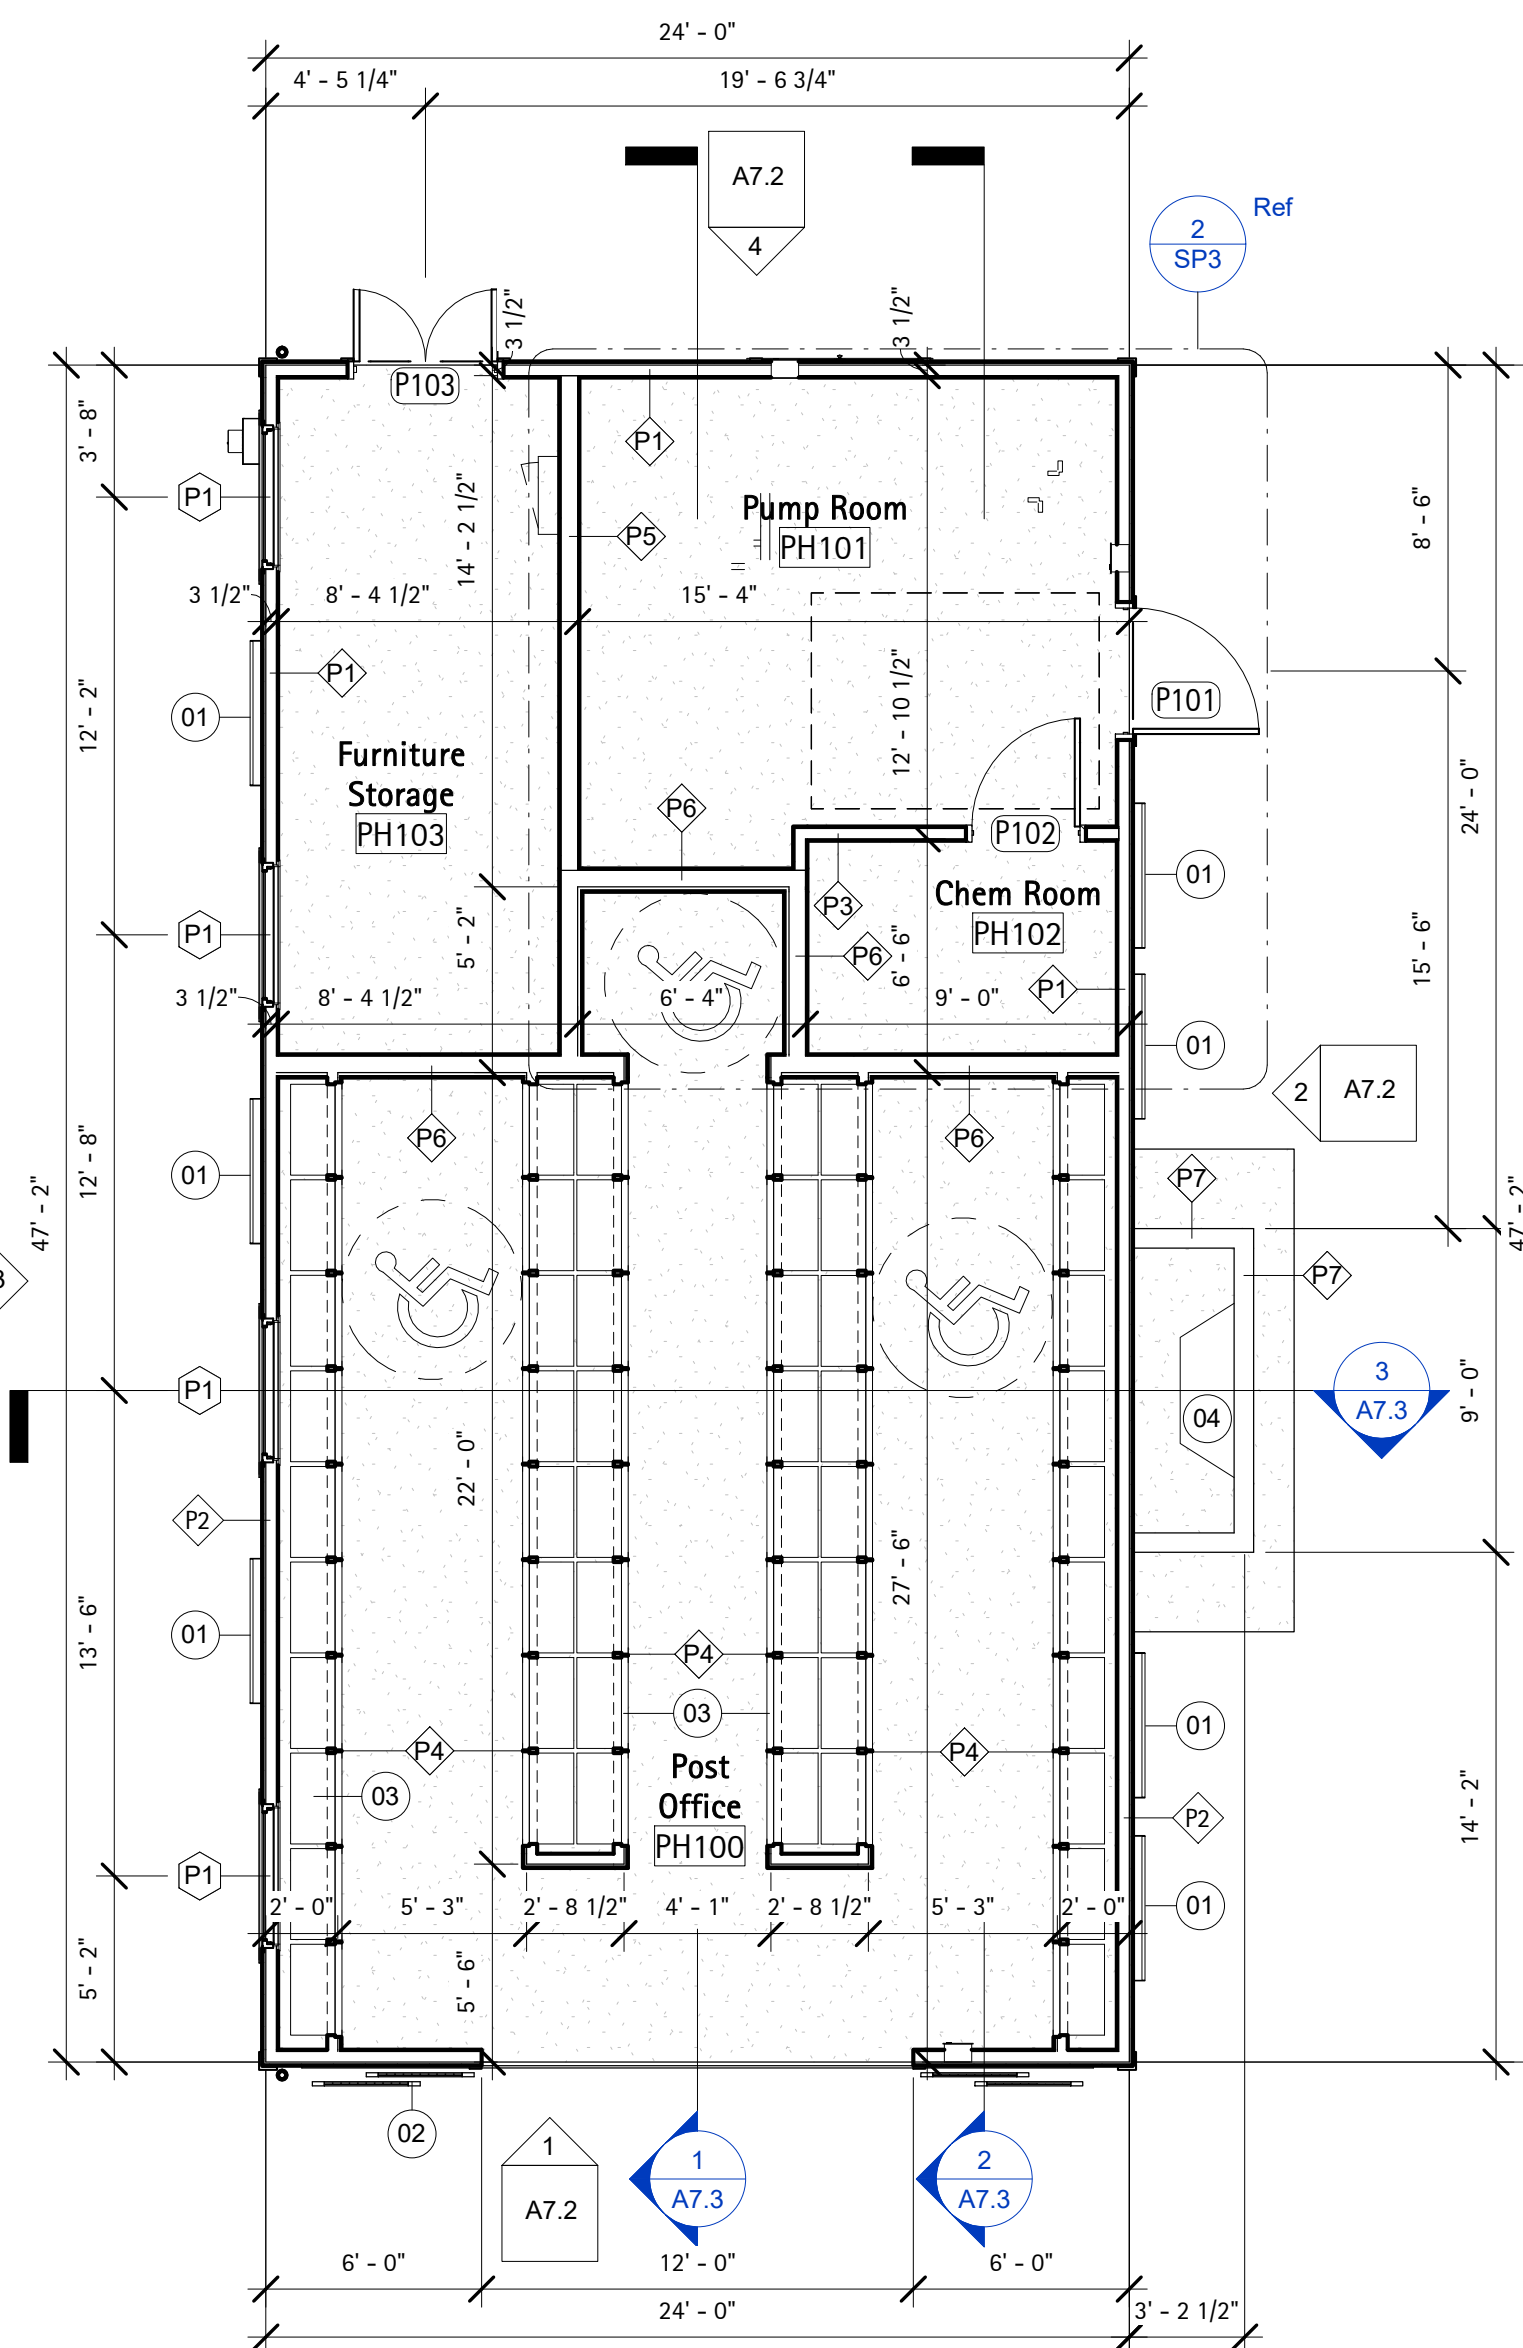 24' - 0"
4' - 5 1/4"
19' - 6 3/4"
A7.2
4
Ref
2
SP3
3 1/2"
3 1/2"
P103
3' - 8"
P1
P1
14' - 2 1/2"
Pump Room
PH101
P5
8' - 6"
3 1/2"
8' - 4 1/2"
15' - 4"
P1
12' - 10 1/2"
P101
01
12' - 2"
Furniture
Storage
PH103
P6
P102
24' - 0"
01
P3
Chem Room
PH102
P1
5' - 2"
P6
6' - 6"
15' - 6"
3 1/2"
8' - 4 1/2"
6' - 4"
9' - 0"
P1
01
2
A7.2
P6
P6
12' - 8"
01
P7
47' - 2"
47' - 2"
P7
3
P1
04
9' - 0"
A7.3
22' - 0"
P2
27' - 6"
13' - 6"
01
P4
03
01
P4
P4
Post
Office
PH100
03
P2
14' - 2"
P1
01
2' - 0"
5' - 3"
2' - 8 1/2"
4' - 1"
2' - 8 1/2"
5' - 3"
2' - 0"
5' - 2"
5' - 6"
02
1
A7.2
1
A7.3
2
A7.3
6' - 0"
12' - 0"
6' - 0"
24' - 0"
3' - 2 1/2"